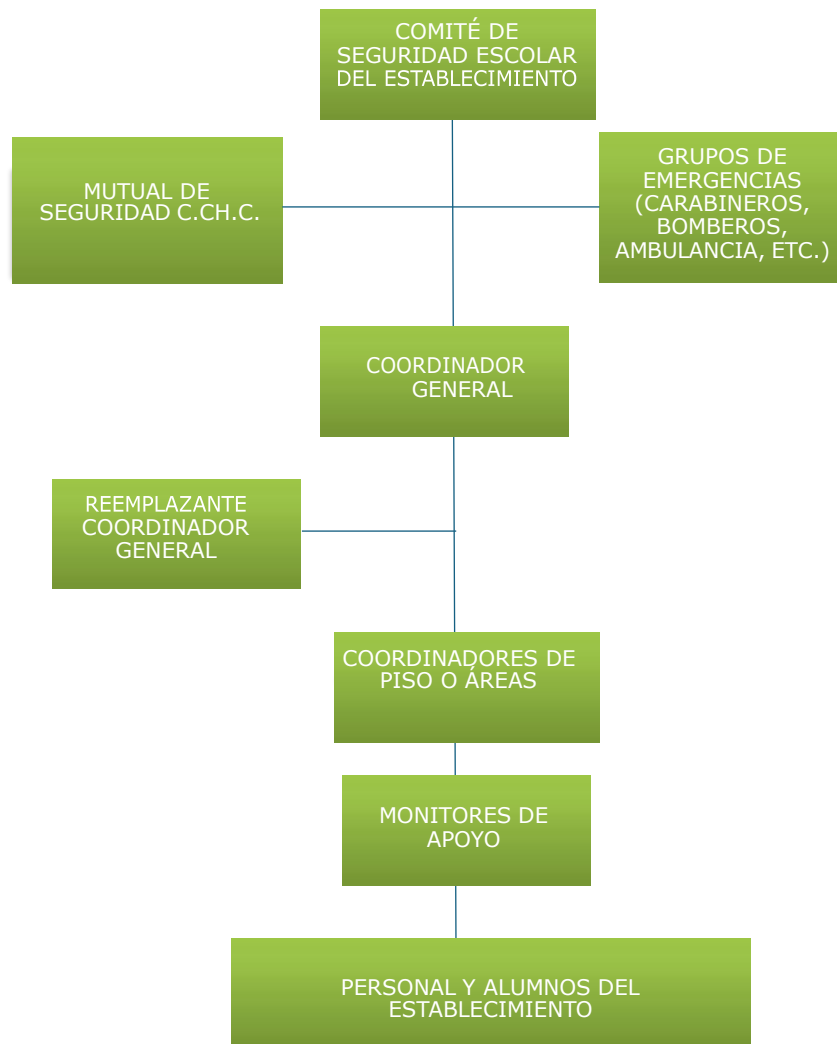 COMITÉ DE
SEGURIDAD ESCOLAR
DEL ESTABLECIMIENTO
MUTUAL DE
SEGURIDAD C.CH.C.
GRUPOS DE
EMERGENCIAS
(CARABINEROS,
BOMBEROS,
AMBULANCIA, ETC.)
COORDINADOR
GENERAL
REEMPLAZANTE
COORDINADOR
GENERAL
COORDINADORES DE
PISO O ÁREAS
MONITORES DE
APOYO
PERSONAL Y ALUMNOS DEL
ESTABLECIMIENTO